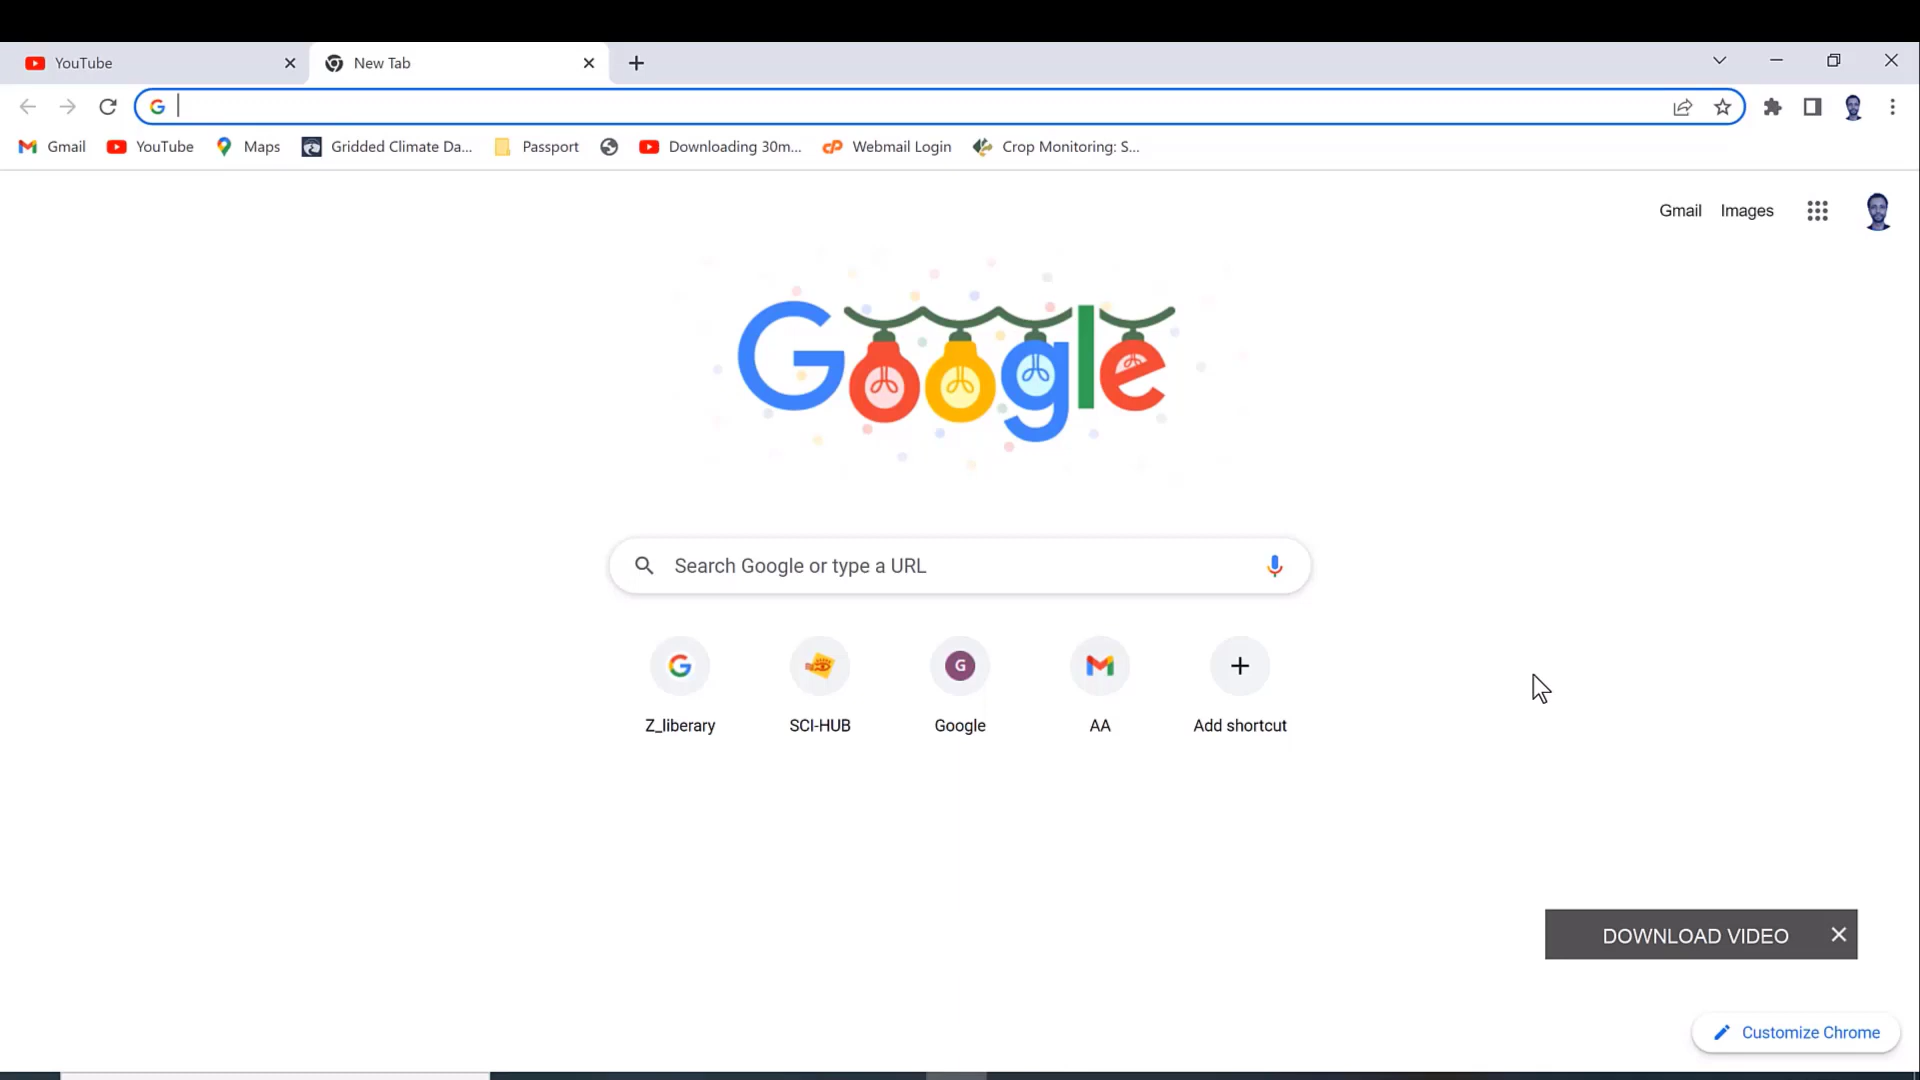 YouTube
New Tab
Gmail
YouTube
Maps
Gridded Climate Da...
Passport
Downloading 30m...
Webmail Login
Crop Monitoring: S...
Gmail Images
Google
Search Google or type a URL
Z_liberary
SCI-HUB
G
Google
AA
Add shortcut
DOWNLOAD VIDEO
Customize Chrome